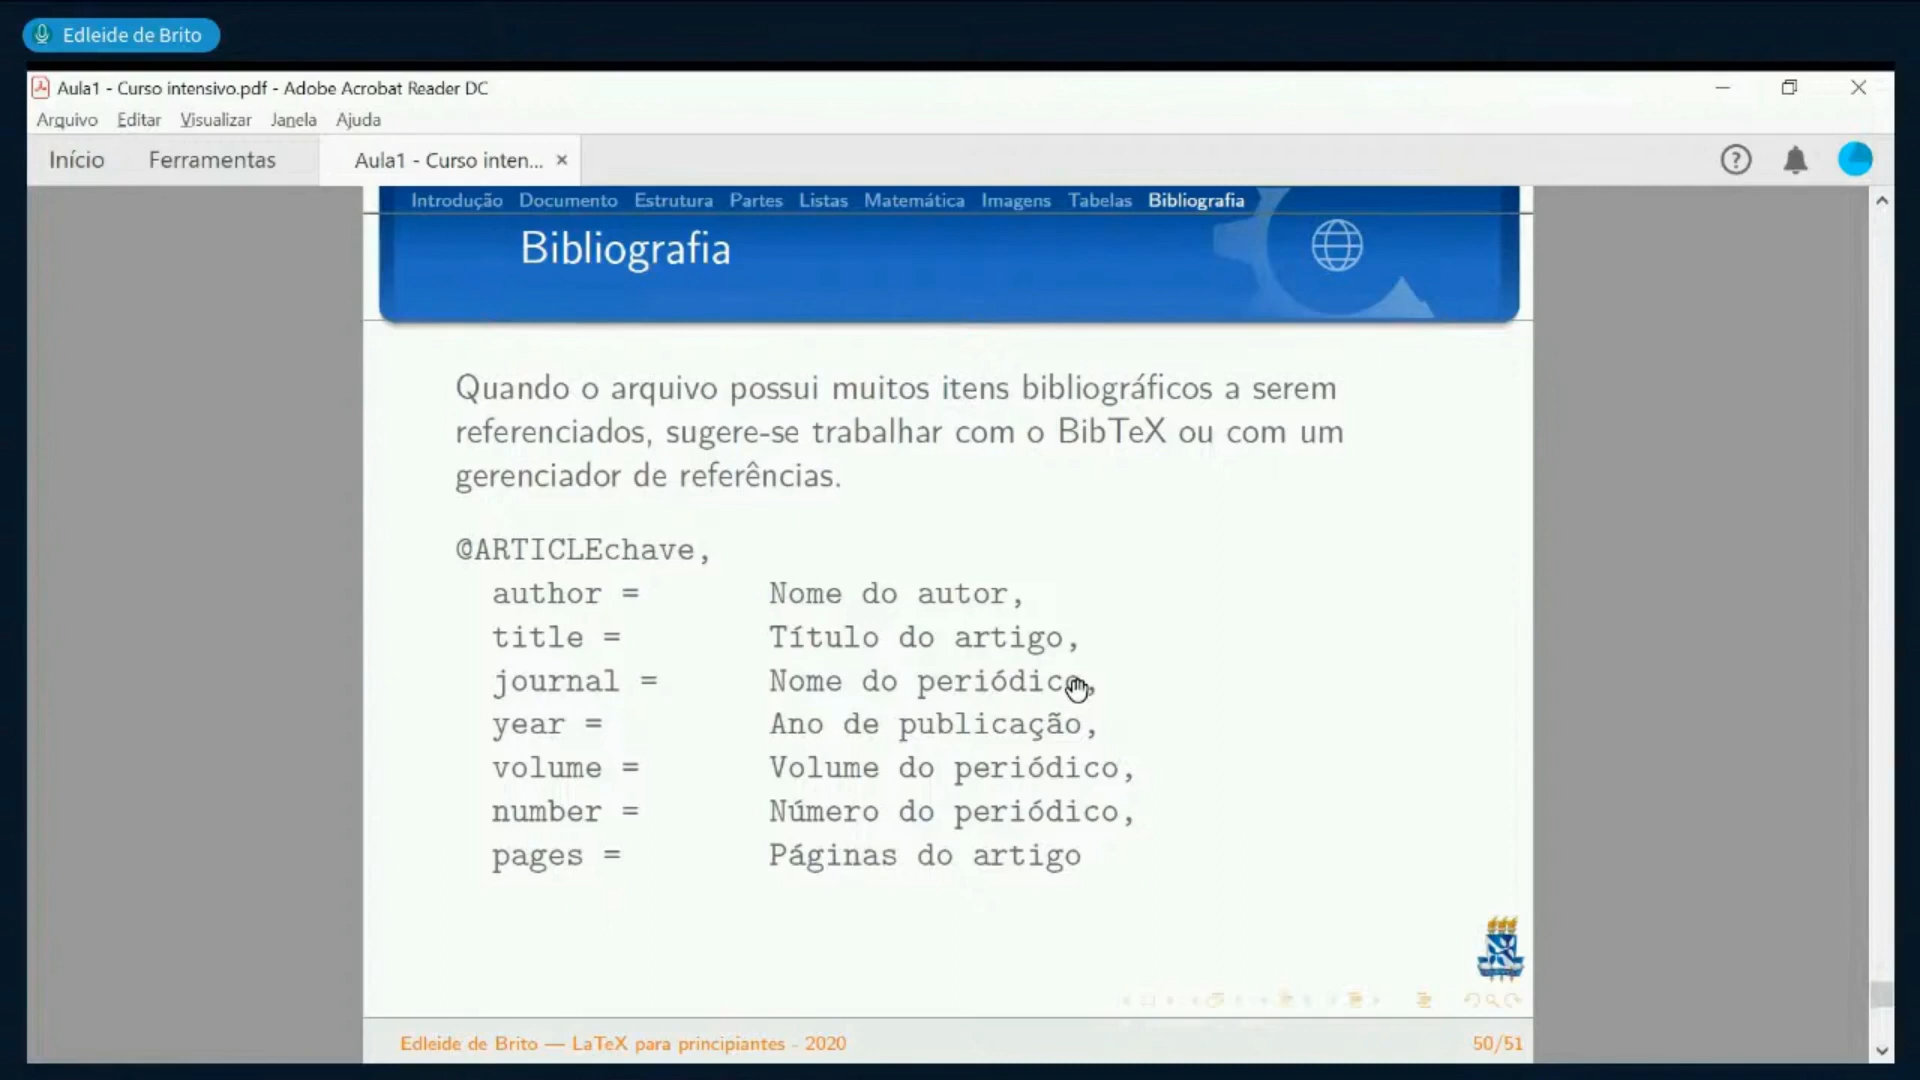 Edleide de Brito
Aula1 - Curso intensivo.pdf - Adobe Acrobat Reader DC
Arquivo Editar Visualizar Janela Ajuda
Início Ferramentas Aula1 - Curso inten... ×
Introdução Documento Estrutura Partes Listas Matemática Imagens Tabelas Bibliografia
Bibliografia
Quando o arquivo possui muitos itens bibliográficos a serem
referenciados, sugere-se trabalhar com o BibTeX ou com um
gerenciador de referências.
@ARTICLEchave,
author = Nome do autor,
title = Título do artigo,
journal = Nome do periódico,
year = Ano de publicação,
volume = Volume do periódico,
number = Número do periódico,
pages = Páginas do artigo
Edleide de Brito — LaTeX para principiantes - 2020 50/51